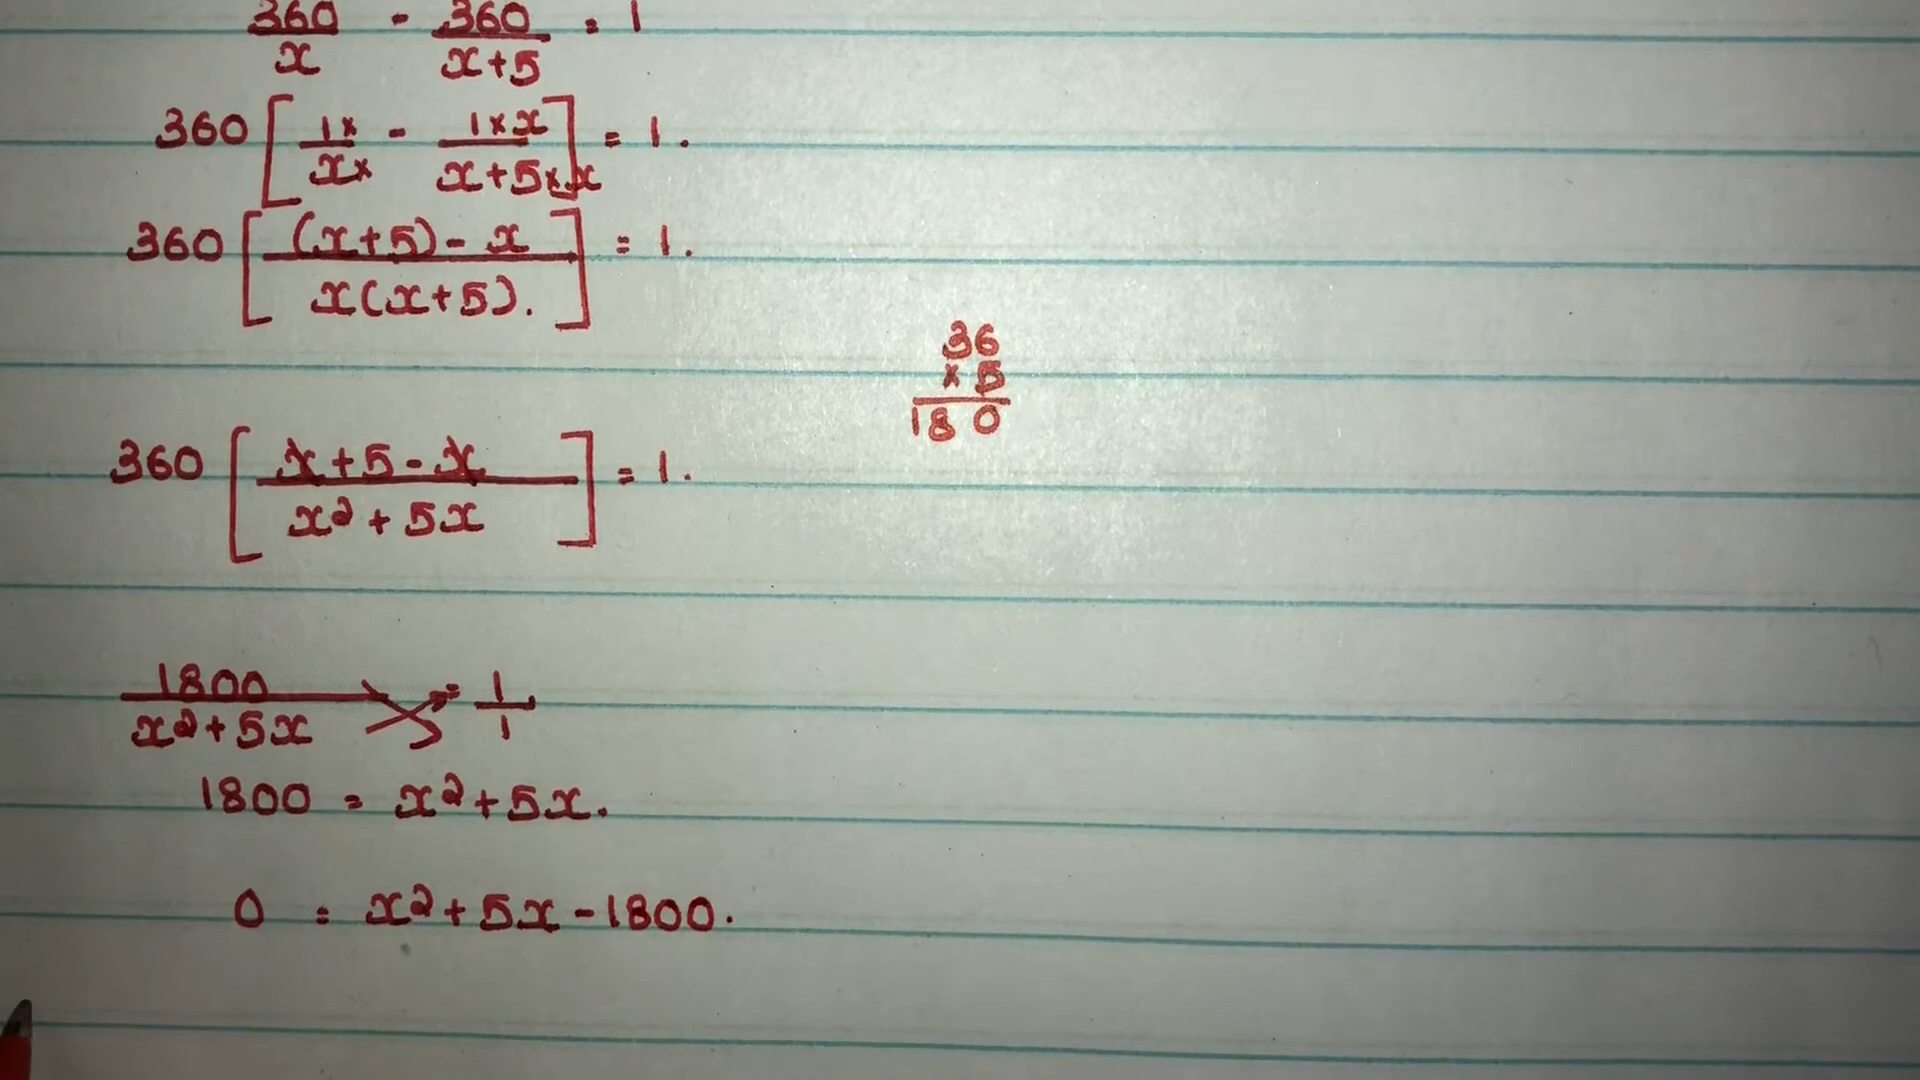 360/x - 360/x+5 = 1
360 [ 1×/x× - 1×x/x+5×x ] = 1.
360 [ (x+5) - x / x(x+5). ] = 1.
36
× 5
180
360 [ x+5-x / x² + 5x ] = 1.
1800/x²+5x = 1/1
1800 = x²+5x.
0 = x²+5x-1800.